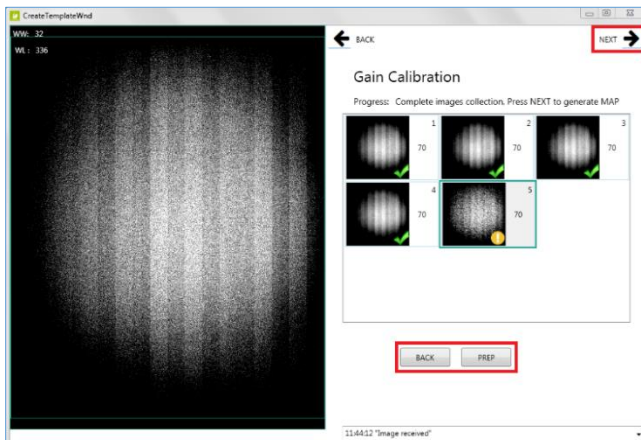 CreateTemplateWnd
WW: 32
WL : 336
BACK
NEXT
Gain Calibration
Progress: Complete images collection. Press NEXT to generate MAP
1
70
2
70
3
70
4
70
5
70
BACK
PREP
11:44:12 "Image received"